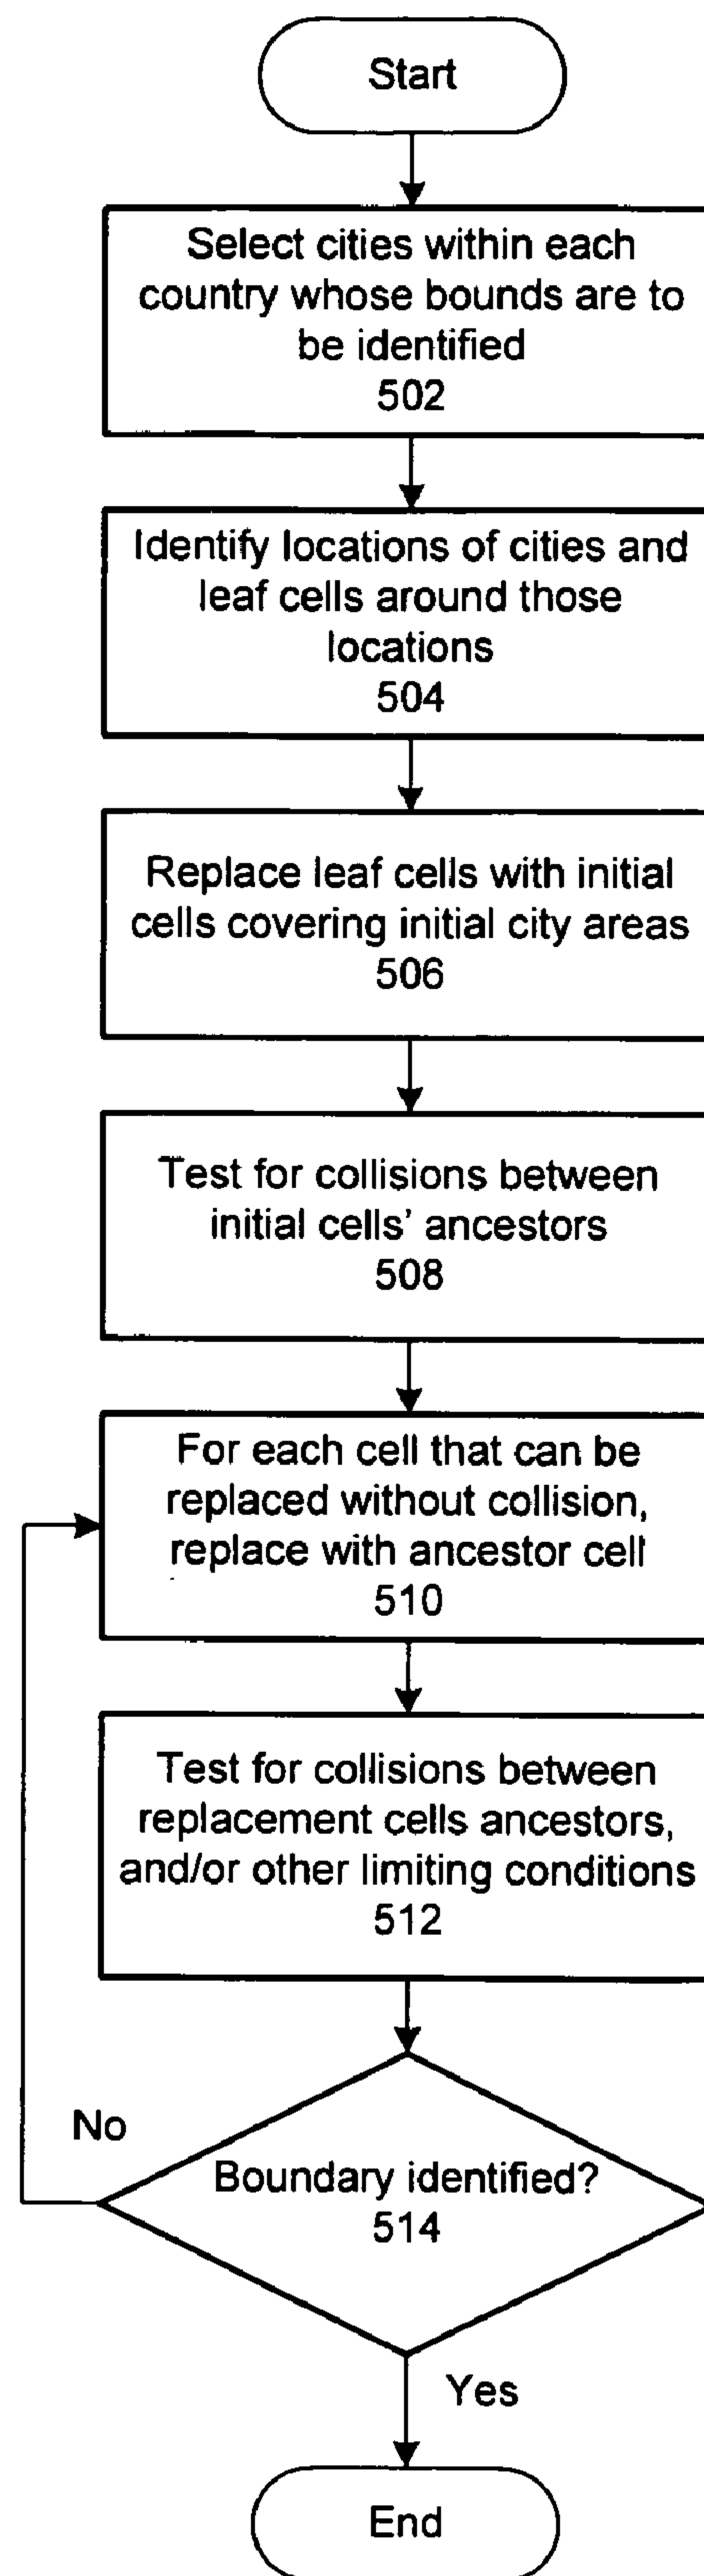 Start
Select cities within each
country whose bounds are to
be identified
502
Identify locations of cities and
leaf cells around those
locations
504
Replace leaf cells with initial
cells covering initial city areas
506
Test for collisions between
initial cells' ancestors
508
For each cell that can be
replaced without collision,
replace with ancestor cell
510
Test for collisions between
replacement cells ancestors,
and/or other limiting conditions
512
No
Boundary identified?
514
Yes
End